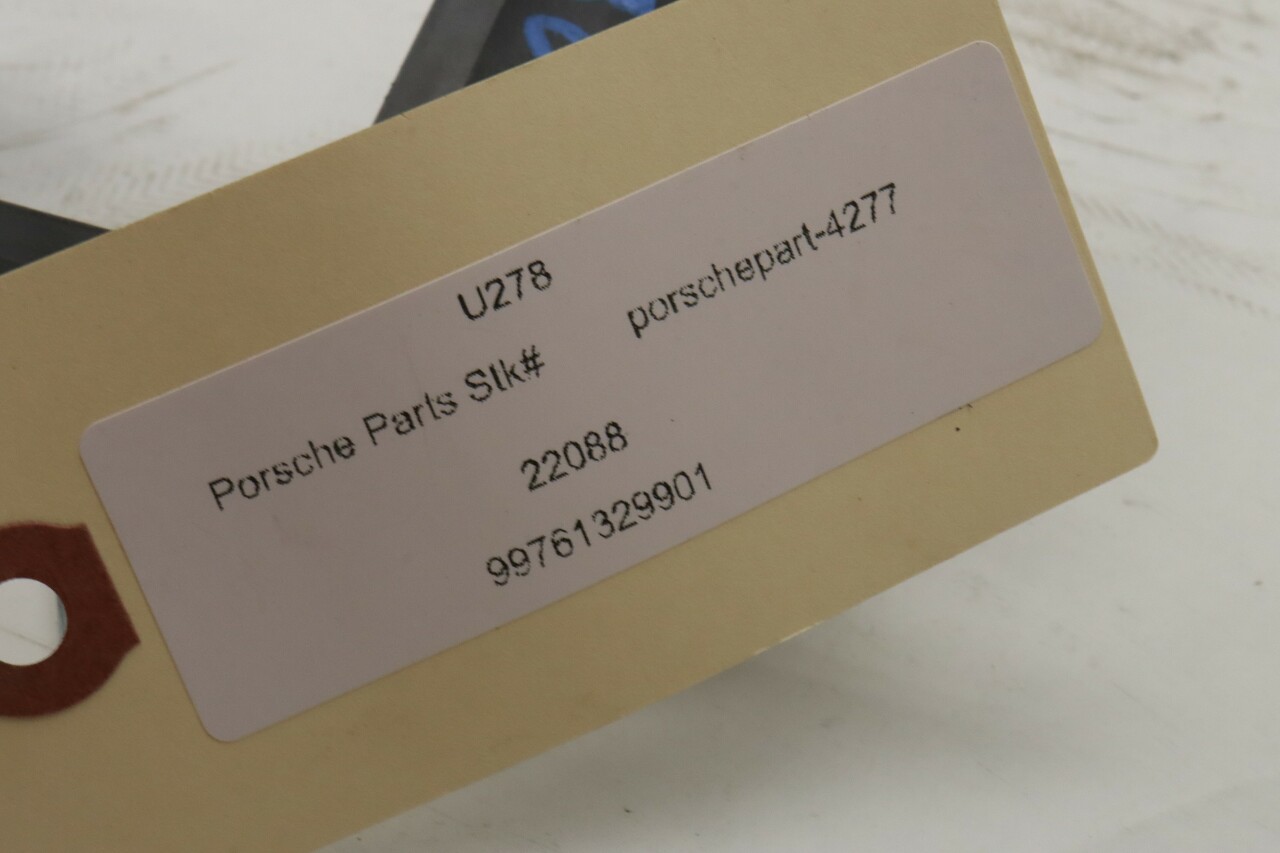 U278
Porsche Parts Stk# porschepart-4277
22088
99761329901